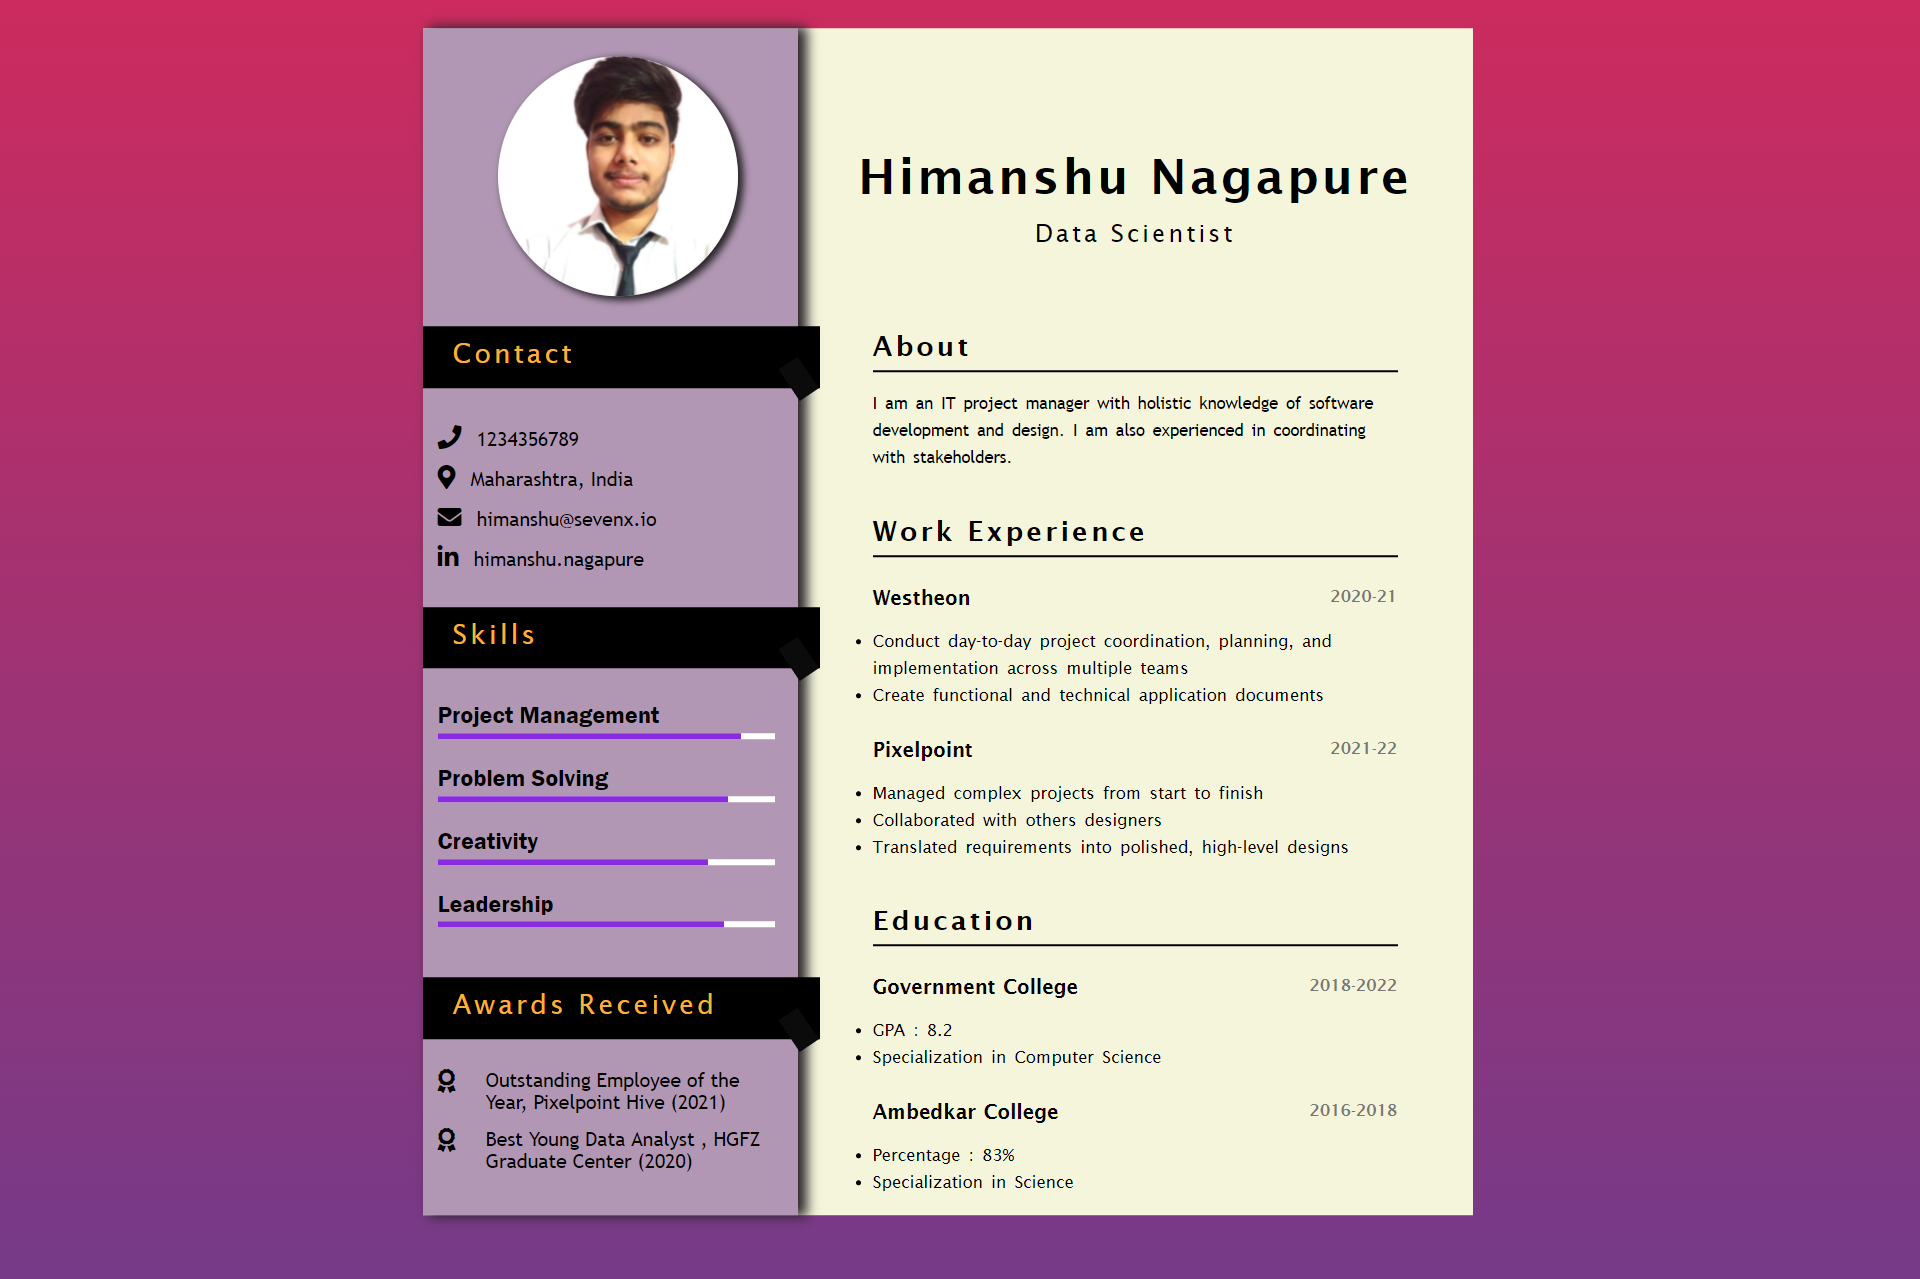 Contact
1234356789
Maharashtra, India
himanshu@sevenx.io
himanshu.nagapure
Skills
Project Management
Problem Solving
Creativity
Leadership
Awards Received
Outstanding Employee of the
Year, Pixelpoint Hive (2021)
Best Young Data Analyst , HGFZ
Graduate Center (2020)
Himanshu Nagapure
Data Scientist
About
I am an IT project manager with holistic knowledge of software
development and design. I am also experienced in coordinating
with stakeholders.
Work Experience
Westheon 2020-21
• Conduct day-to-day project coordination, planning, and
implementation across multiple teams
• Create functional and technical application documents
Pixelpoint 2021-22
• Managed complex projects from start to finish
• Collaborated with others designers
• Translated requirements into polished, high-level designs
Education
Government College 2018-2022
• GPA : 8.2
• Specialization in Computer Science
Ambedkar College 2016-2018
• Percentage : 83%
• Specialization in Science